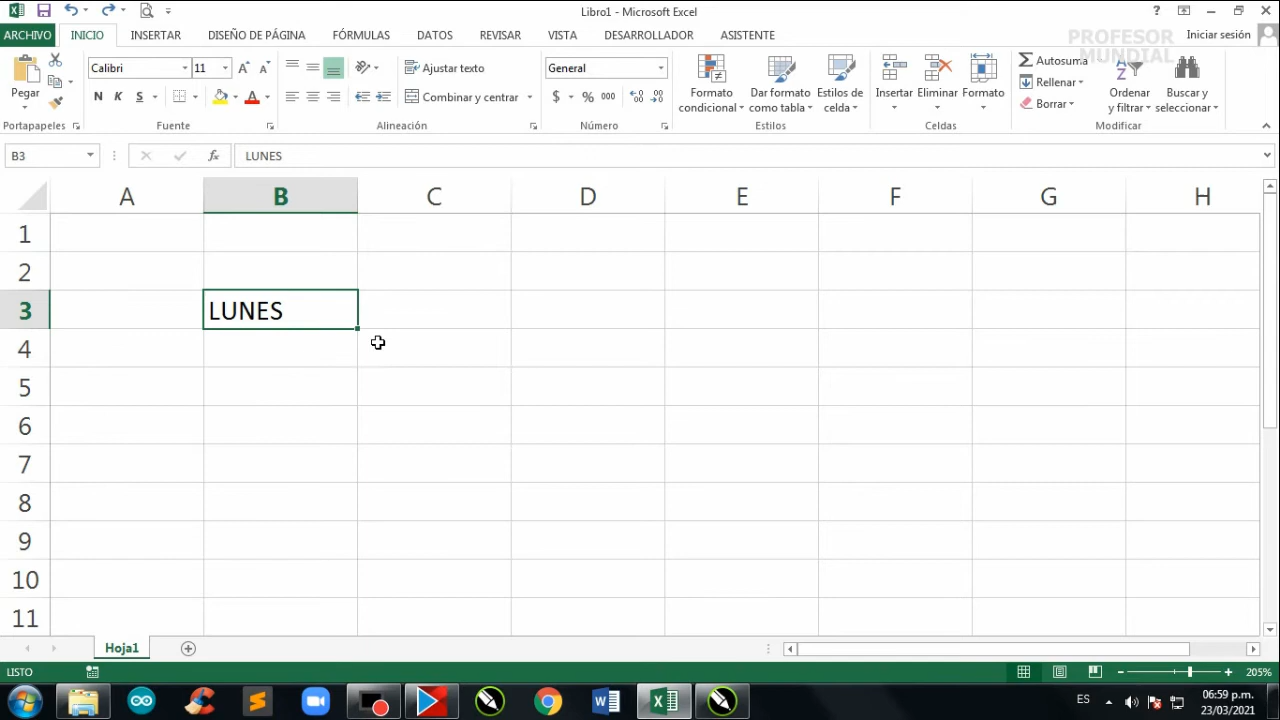 Libro1 - Microsoft Excel
?
ARCHIVO INICIO INSERTAR DISEÑO DE PÁGINA FÓRMULAS DATOS REVISAR VISTA DESARROLLADOR ASISTENTE Iniciar sesión
PROFESOR
MUNDIAL
Pegar
Portapapeles
Calibri 11
N K S
Fuente
Ajustar texto
Combinar y centrar
Alineación
General
$ % 000
Número
Formato condicional
Dar formato como tabla
Estilos de celda
Estilos
Insertar Eliminar Formato
Celdas
Autosuma
Rellenar
Borrar
Ordenar y filtrar
Buscar y seleccionar
Modificar
B3 fx LUNES
A B C D E F G H
1
2
3 LUNES
4
5
6
7
8
9
10
11
Hoja1
LISTO 205%
ES 06:59 p.m.
23/03/2021